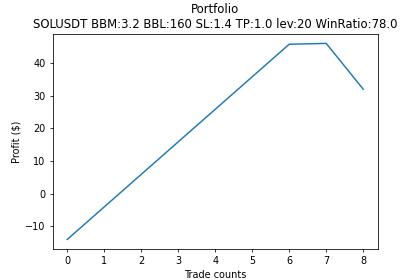 Portfolio
SOLUSDT BBM:3.2 BBL:160 SL:1.4 TP:1.0 lev:20 WinRatio:78.0
Profit ($)
40
30
20
10
0
−10
0 1 2 3 4 5 6 7 8
Trade counts